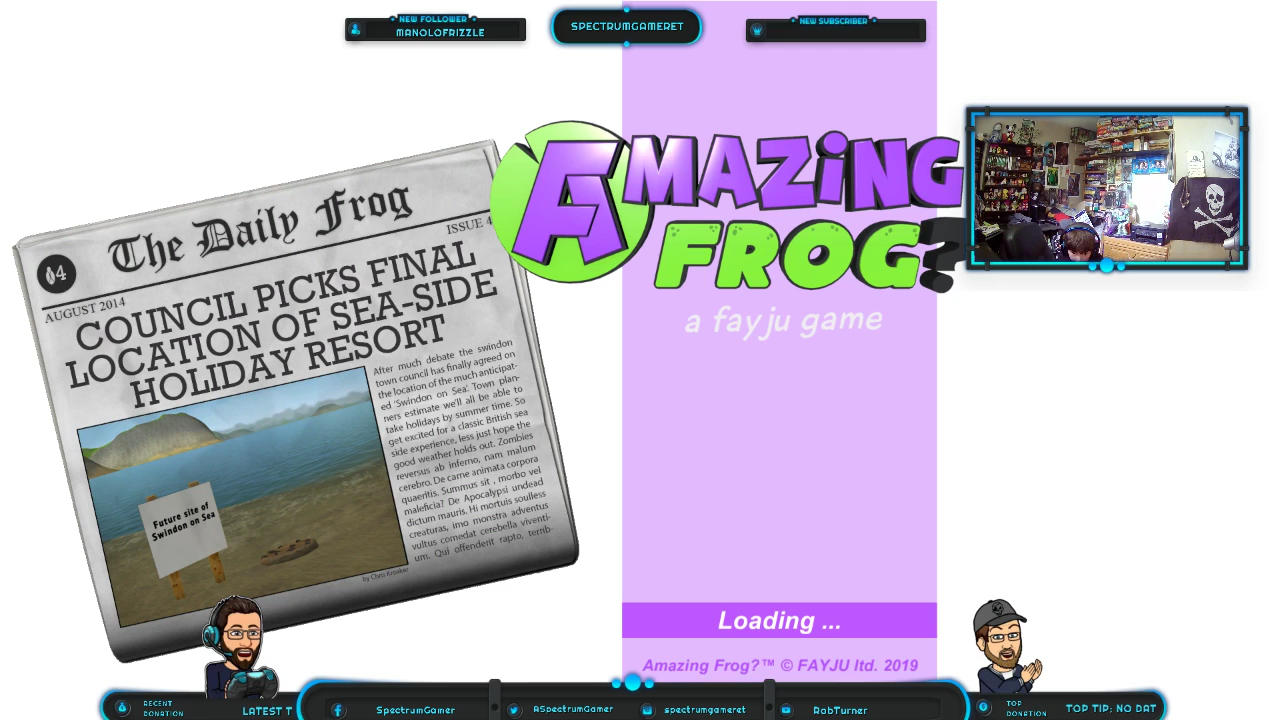 NEW FOLLOWER
MANOLOFRIZZLE
SPECTRUMGAMERET
NEW SUBSCRIBER
The Daily Frog
ISSUE 4
04
AUGUST 2014
COUNCIL PICKS FINAL
LOCATION OF SEA-SIDE
HOLIDAY RESORT
After much debate the swindon
town council has finally agreed on
the location of the much anticipat-
ed 'Swindon on Sea'. Town plan-
ners estimate we'll all be able to
take holidays by summer time. So
get excited for a classic British sea
side experience, less just hope the
good weather holds out. Zombies
reversus ab inferno, nam malum
cerebro. De carne animata corpora
quaeritis. Summus sit , morbo vel
maleficia? De Apocalypsi undead
dictum mauris. Hi mortuis soulless
creaturas, imo monstra adventus
vultus comedat cerebella viventi-
um. Qui offenderit rapto, terrib-
Future site of
Swindon on Sea
by Chris Kroaker
AMAZING
FROG?
a fayju game
Loading ...
Amazing Frog?™ © FAYJU ltd. 2019
RECENT
DONATION
LATEST T
SpectrumGamer
ASpectrumGamer
spectrumgameret
RobTurner
TOP
DONATION
TOP TIP: NO DAT